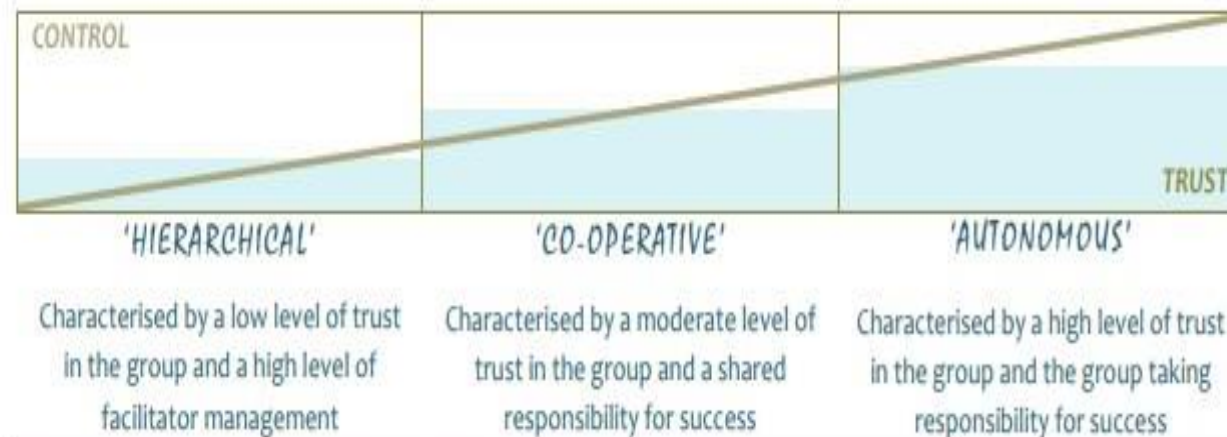 CONTROL
TRUST
'HIERARCHICAL'
'CO-OPERATIVE'
'AUTONOMOUS'
Characterised by a low level of trust
in the group and a high level of
facilitator management
Characterised by a moderate level of
trust in the group and a shared
responsibility for success
Characterised by a high level of trust
in the group and the group taking
responsibility for success